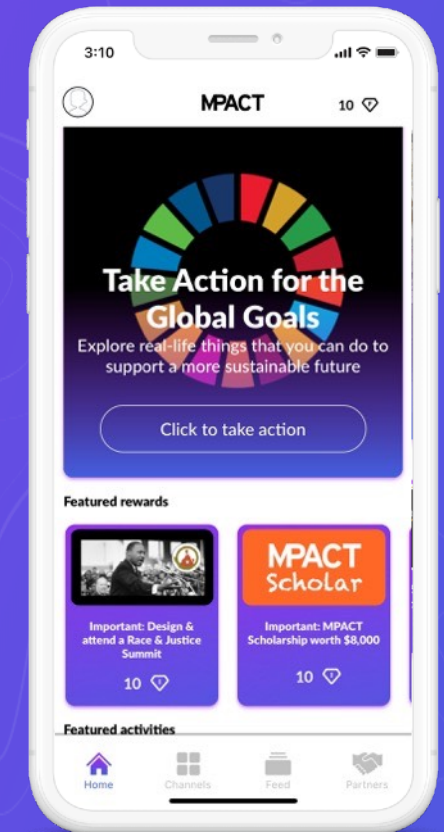 3:10
MPACT
10
Take Action for the
Global Goals
Explore real-life things that you can do to
support a more sustainable future
Click to take action
Featured rewards
MPACT
Scholar
Important: Design &
attend a Race & Justice
Summit
10
Important: MPACT
Scholarship worth $8,000
10
Featured activities
Home
Channels
Feed
Partners